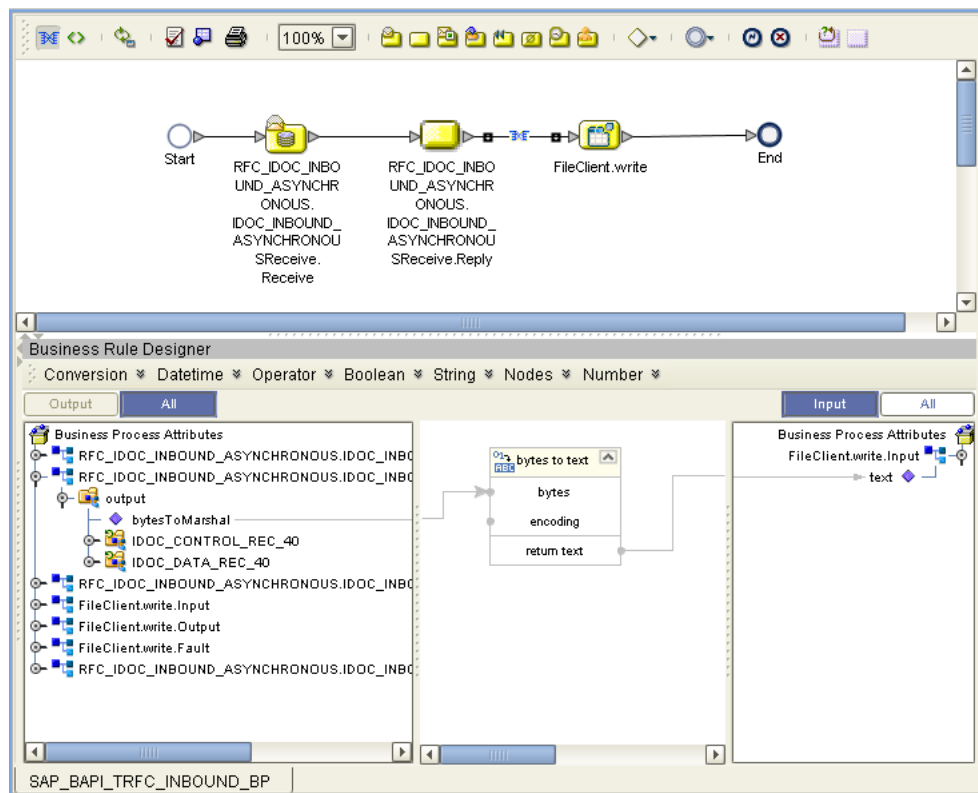 100%
Start
RFC_IDOC_INBO
UND_ASYNCHR
ONOUS.
IDOC_INBOUND_
ASYNCHRONOU
SReceive.
Receive
RFC_IDOC_INBO
UND_ASYNCHR
ONOUS.
IDOC_INBOUND_
ASYNCHRONOU
SReceive.Reply
FileClient.write
End
Business Rule Designer
Conversion Datetime Operator Boolean String Nodes Number
Output All Input All
Business Process Attributes
RFC_IDOC_INBOUND_ASYNCHRONOUS.IDOC_INBO
RFC_IDOC_INBOUND_ASYNCHRONOUS.IDOC_INBO
output
bytesToMarshal
IDOC_CONTROL_REC_40
IDOC_DATA_REC_40
RFC_IDOC_INBOUND_ASYNCHRONOUS.IDOC_INBO
FileClient.write.Input
FileClient.write.Output
FileClient.write.Fault
RFC_IDOC_INBOUND_ASYNCHRONOUS.IDOC_INBO
01 ABC bytes to text
bytes
encoding
return text
Business Process Attributes
FileClient.write.Input
text
SAP_BAPI_TRFC_INBOUND_BP